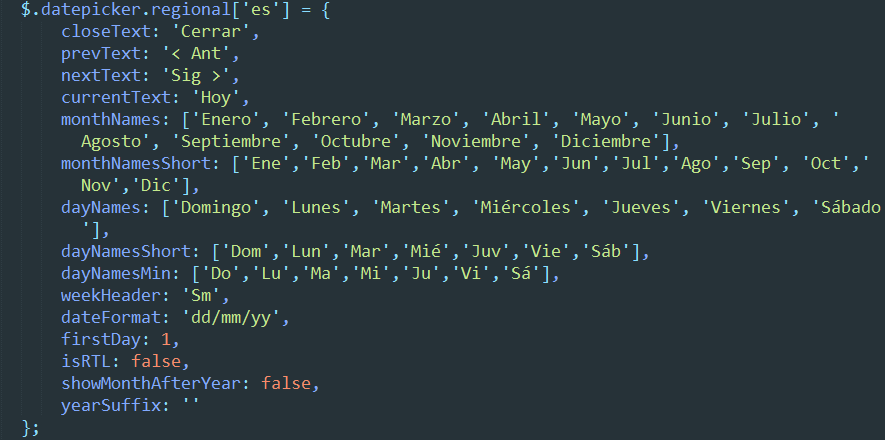 $.datepicker.regional['es'] = {
closeText: 'Cerrar',
prevText: '< Ant',
nextText: 'Sig >',
currentText: 'Hoy',
monthNames: ['Enero', 'Febrero', 'Marzo', 'Abril', 'Mayo', 'Junio', 'Julio', '
Agosto', 'Septiembre', 'Octubre', 'Noviembre', 'Diciembre'],
monthNamesShort: ['Ene','Feb','Mar','Abr', 'May','Jun','Jul','Ago','Sep', 'Oct','
Nov','Dic'],
dayNames: ['Domingo', 'Lunes', 'Martes', 'Miércoles', 'Jueves', 'Viernes', 'Sábado
'],
dayNamesShort: ['Dom','Lun','Mar','Mié','Juv','Vie','Sáb'],
dayNamesMin: ['Do','Lu','Ma','Mi','Ju','Vi','Sá'],
weekHeader: 'Sm',
dateFormat: 'dd/mm/yy',
firstDay: 1,
isRTL: false,
showMonthAfterYear: false,
yearSuffix: ''
};